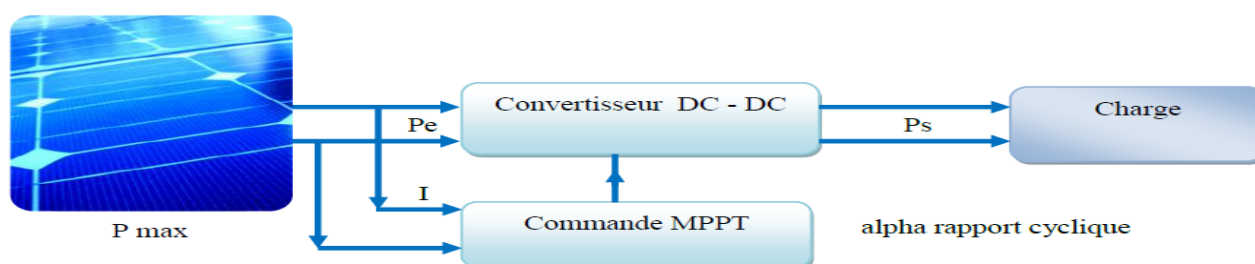 Convertisseur DC - DC
Charge
Pe
Ps
I
P max
Commande MPPT
alpha rapport cyclique